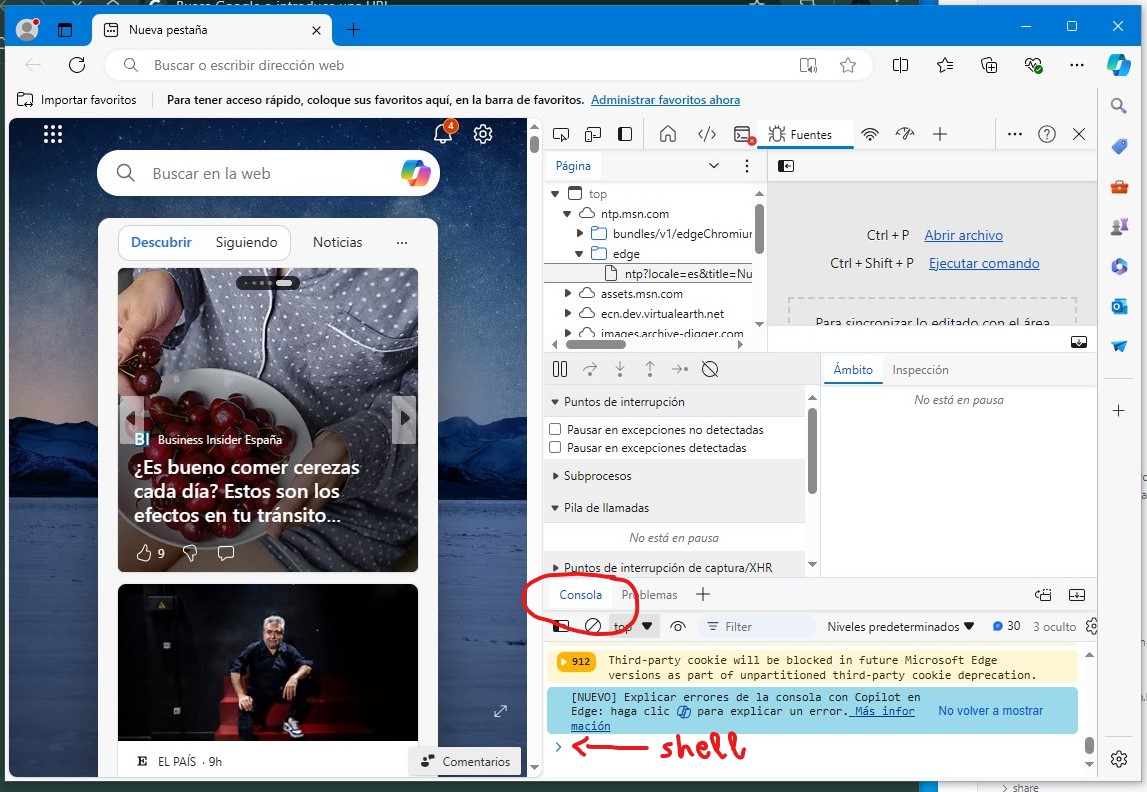 Nueva pestaña
Buscar o escribir dirección web
Importar favoritos
Para tener acceso rápido, coloque sus favoritos aquí, en la barra de favoritos. Administrar favoritos ahora
4
Buscar en la web
Descubrir Siguiendo Noticias ...
BI Business Insider España
¿Es bueno comer cerezas
cada día? Estos son los
efectos en tu tránsito...
9
E EL PAÍS · 9h
Comentarios
Fuentes
Página
top
ntp.msn.com
bundles/v1/edgeChromiun
edge
ntp?locale=es&title=Nu
assets.msn.com
ecn.dev.virtualearth.net
images.archive-digger.com
Ctrl + P Abrir archivo
Ctrl + Shift + P Ejecutar comando
Para sincronizar lo editado con el área
Puntos de interrupción
Pausar en excepciones no detectadas
Pausar en excepciones detectadas
Subprocesos
Pila de llamadas
No está en pausa
Puntos de interrupción de captura/XHR
Ámbito Inspección
No está en pausa
Consola Problemas
top Filter Niveles predeterminados 30 3 oculto
912 Third-party cookie will be blocked in future Microsoft Edge
versions as part of unpartitioned third-party cookie deprecation.
[NUEVO] Explicar errores de la consola con Copilot en
Edge: haga clic para explicar un error. Más infor
mación
No volver a mostrar
shell
share